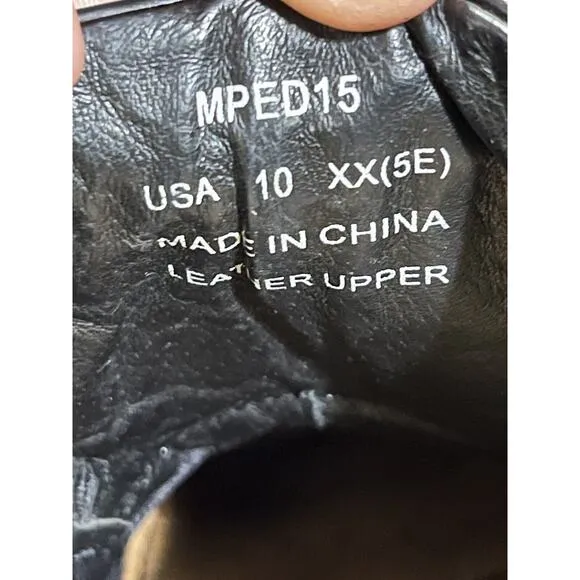 MPED15
USA 10 XX(5E)
MADE IN CHINA
LEATHER UPPER